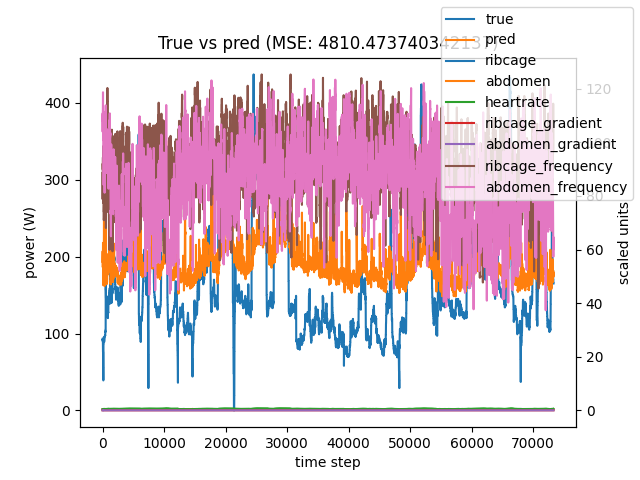 True vs pred (MSE: 4810.473740342137)
true
pred
ribcage
abdomen
heartrate
ribcage_gradient
abdomen_gradient
ribcage_frequency
abdomen_frequency
power (W)
400
300
200
100
0
120
100
80
60
40
20
0
scaled units
0
10000
20000
30000
40000
50000
60000
70000
time step